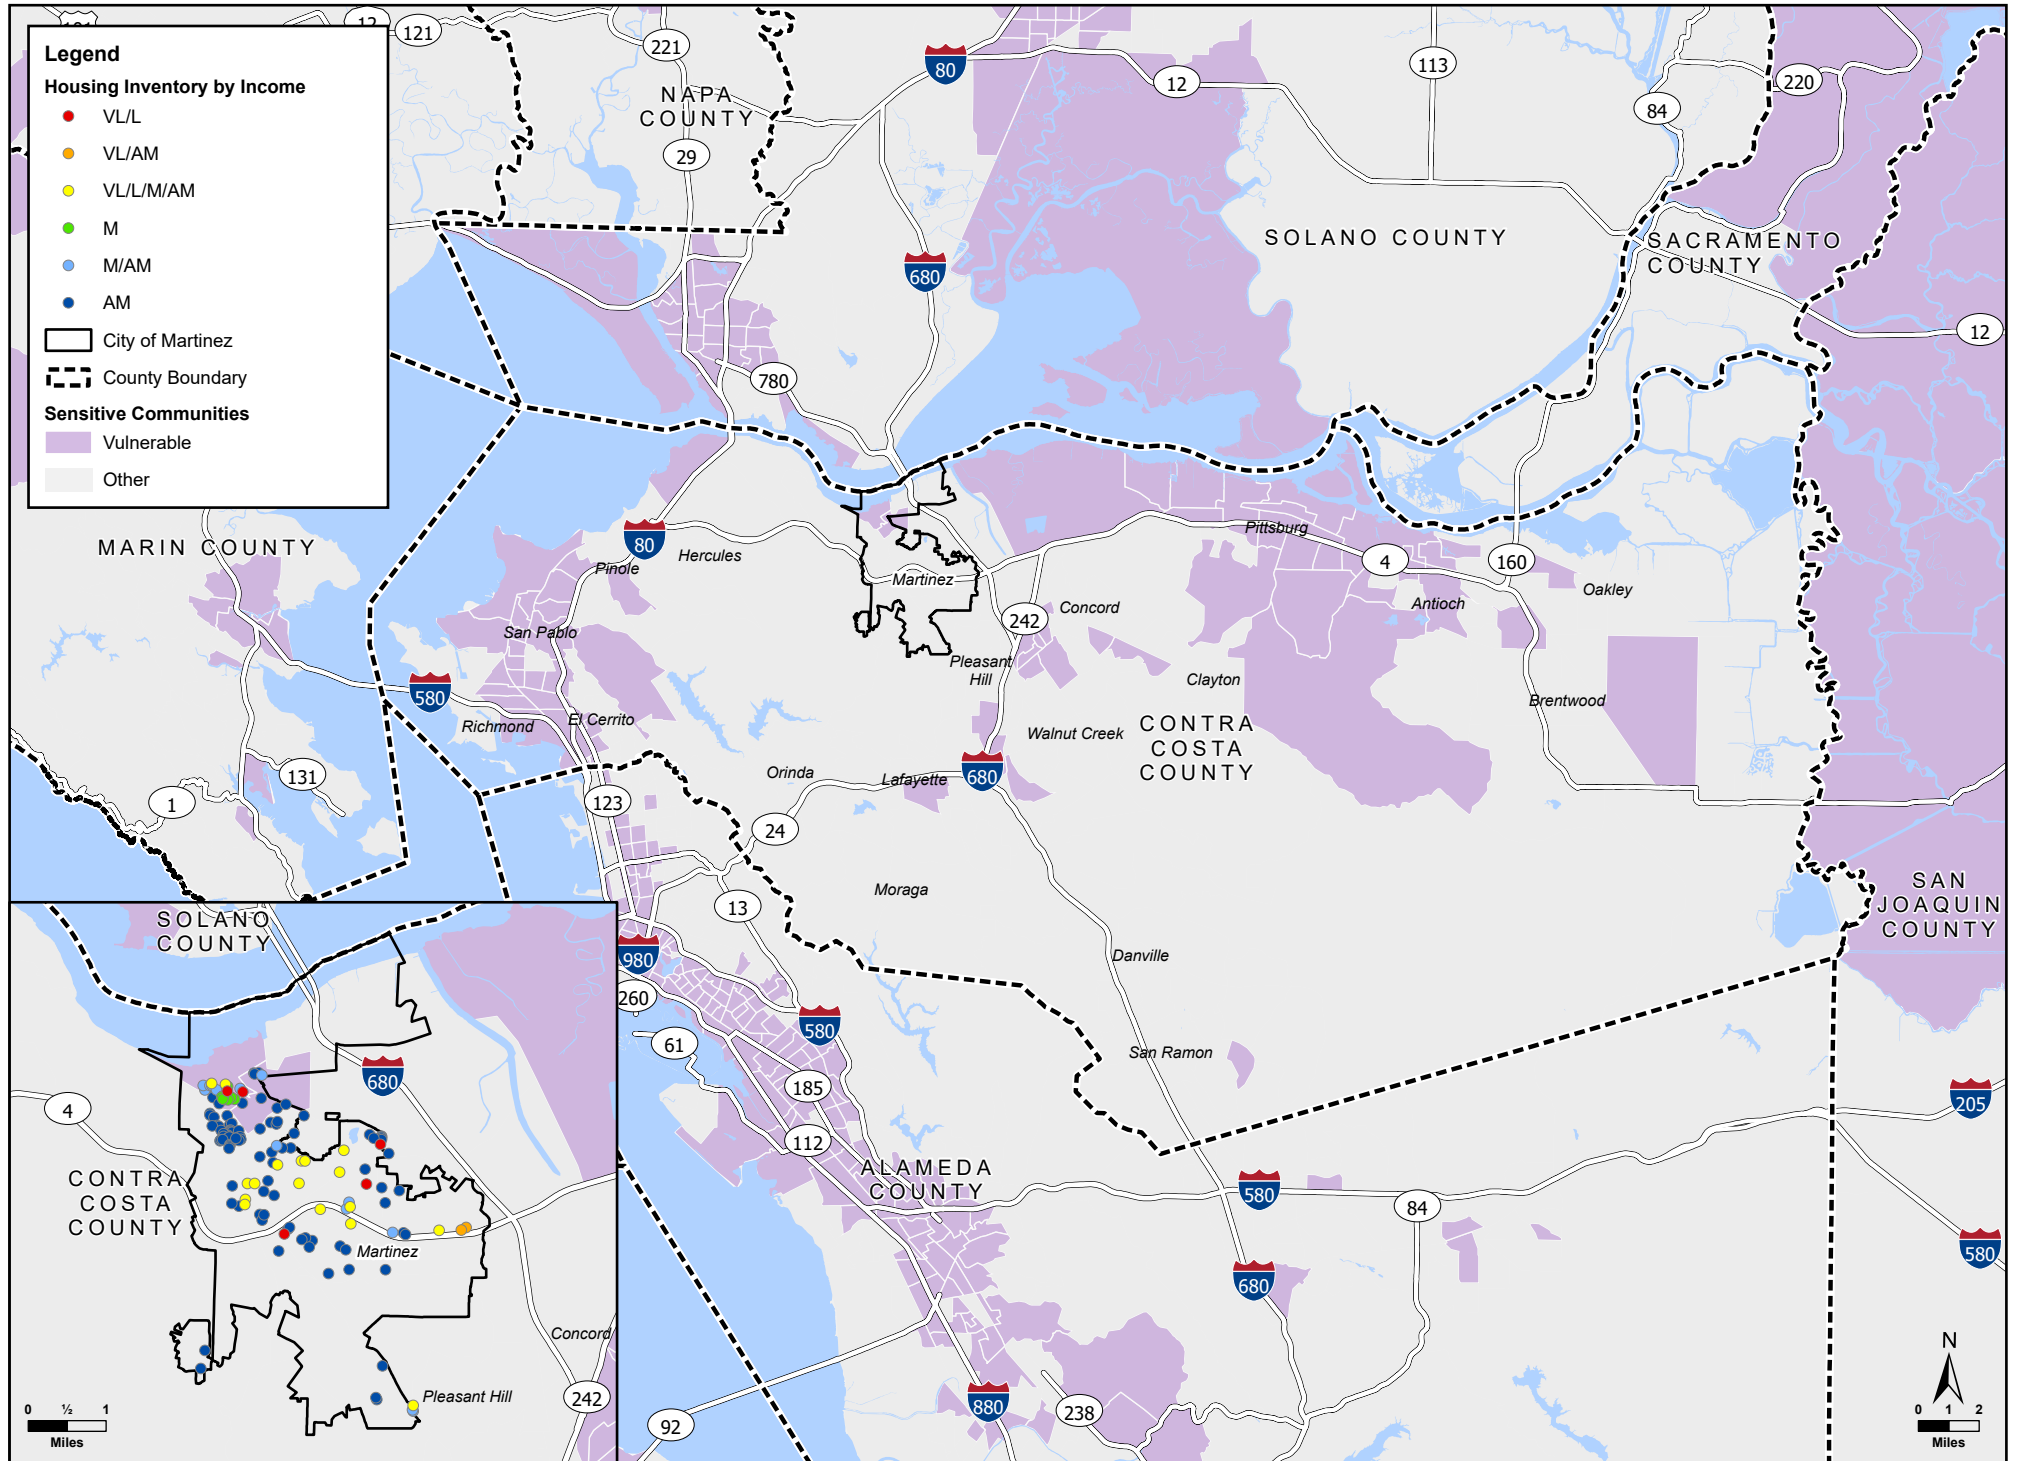 Legend
Housing Inventory by Income
VL/L
VL/AM
VL/L/M/AM
M
M/AM
AM
City of Martinez
County Boundary
Sensitive Communities
Vulnerable
Other
12
121
221
80
12
113
84
220
NAPA
COUNTY
29
SOLANO COUNTY
SACRAMENTO
COUNTY
680
12
780
MARIN COUNTY
80
Hercules
Pinole
Martinez
Pittsburg
4
160
Oakley
Antioch
Concord
242
San Pablo
Pleasant
Hill
Clayton
580
Richmond
El Cerrito
Brentwood
Walnut Creek
CONTRA
COSTA
COUNTY
131
1
Orinda
Lafayette
680
123
24
Moraga
13
SAN
JOAQUIN
COUNTY
980
Danville
260
580
61
San Ramon
185
205
112
ALAMEDA
COUNTY
580
84
580
680
880
238
92
N
0 1 2
Miles
SOLANO
COUNTY
680
4
CONTRA
COSTA
COUNTY
Martinez
Concord
Pleasant Hill
242
0 ½ 1
Miles